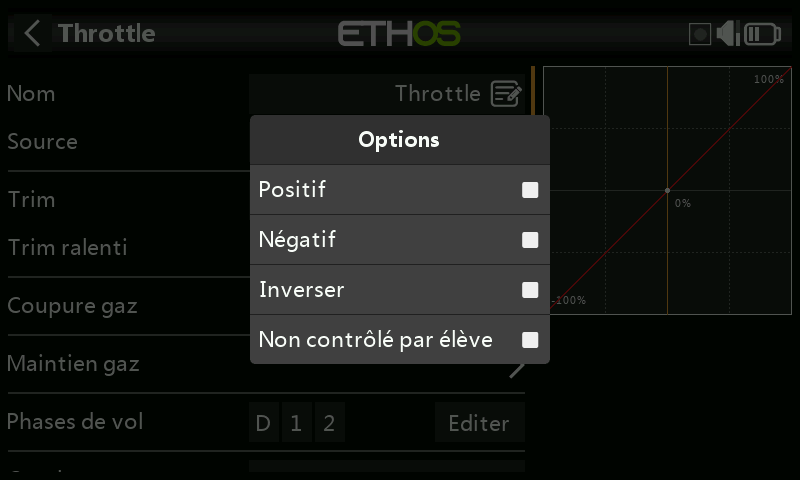 Throttle
ETHOS
Nom
Throttle
Source
Trim
Trim ralenti
Coupure gaz
Maintien gaz
Phases de vol
D 1 2
Editer
Options
Positif
Négatif
Inverser
Non contrôlé par élève
100%
0%
-100%